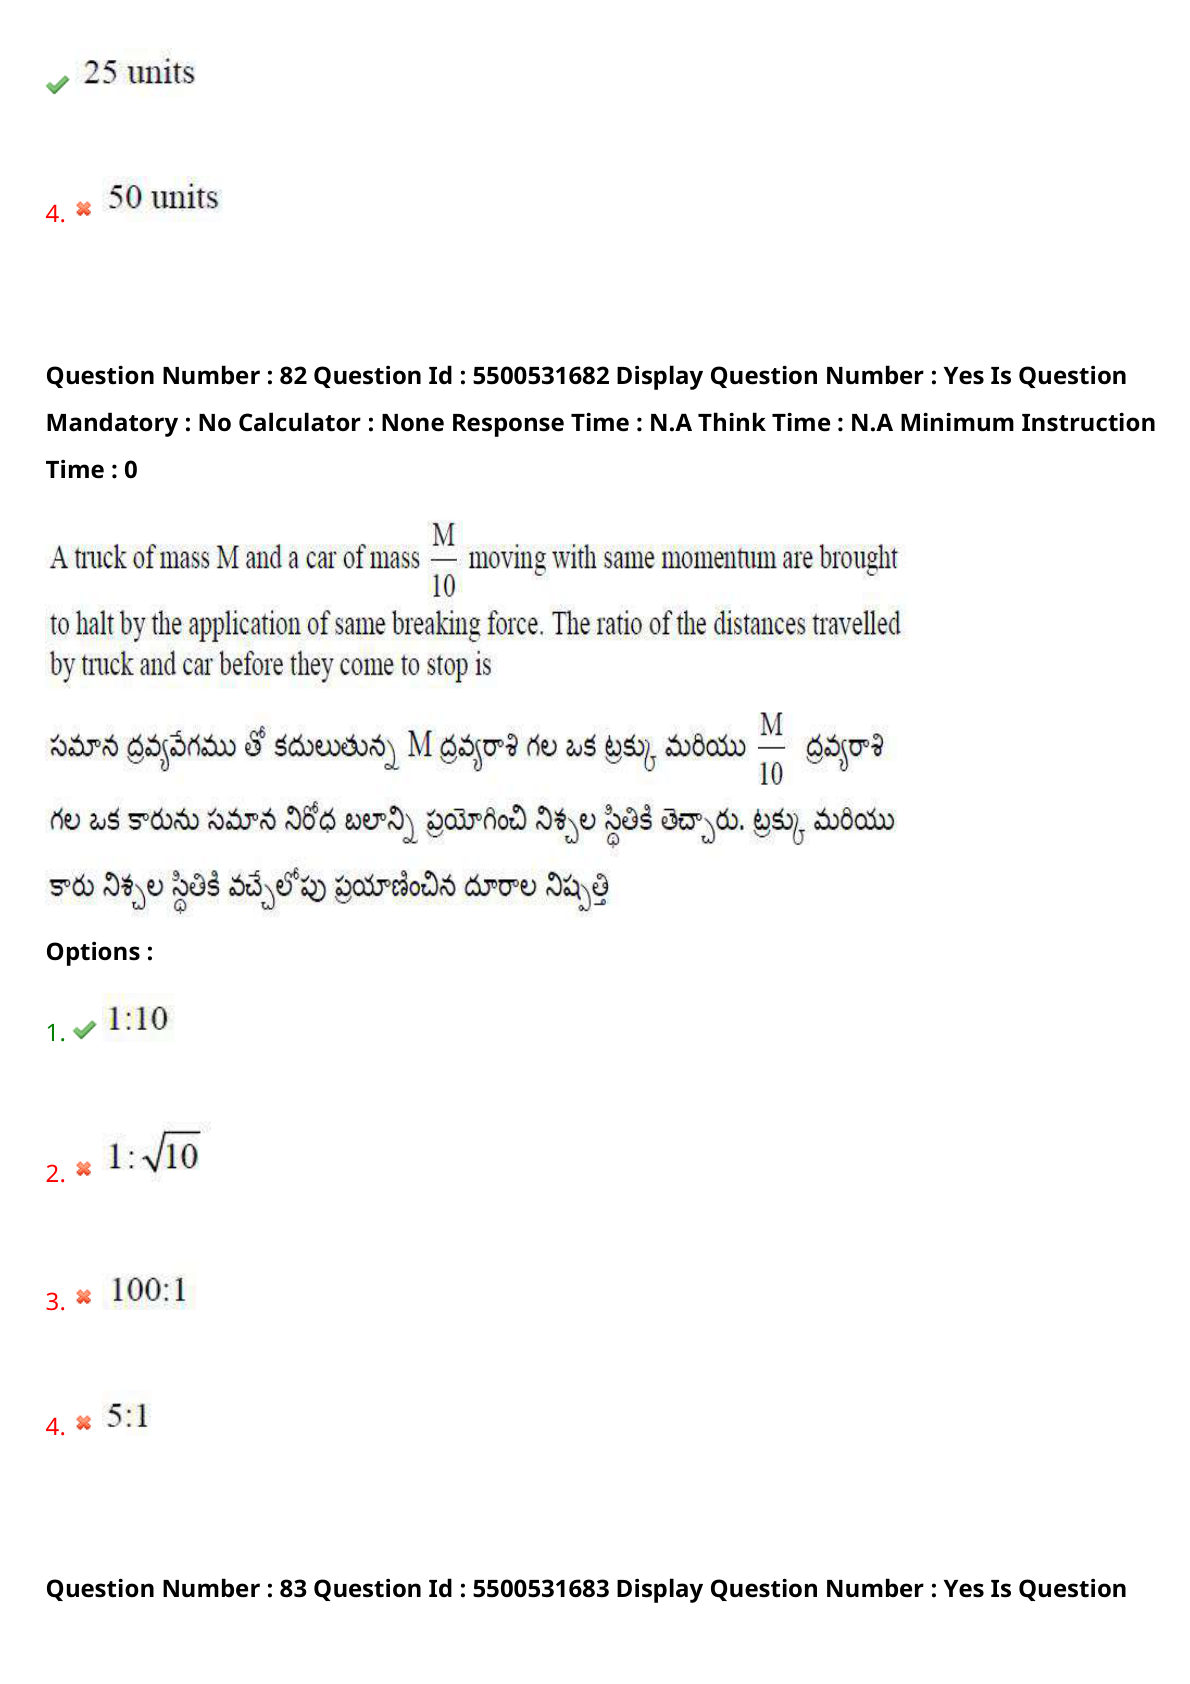 25 units
4. 50 units
Question Number : 82 Question Id : 5500531682 Display Question Number : Yes Is Question
Mandatory : No Calculator : None Response Time : N.A Think Time : N.A Minimum Instruction
Time : 0
A truck of mass M and a car of mass M/10 moving with same momentum are brought
to halt by the application of same breaking force. The ratio of the distances travelled
by truck and car before they come to stop is
సమాన ద్రవ్యవేగము తో కదులుతున్న M ద్రవ్యరాశి గల ఒక ట్రక్కు మరియు M/10 ద్రవ్యరాశి
గల ఒక కారును సమాన నిరోధ బలాన్ని ప్రయోగించి నిశ్చల స్థితికి తెచ్చారు. ట్రక్కు మరియు
కారు నిశ్చల స్థితికి వచ్చేలోపు ప్రయాణించిన దూరాల నిష్పత్తి
Options :
1. 1:10
2. 1:√10
3. 100:1
4. 5:1
Question Number : 83 Question Id : 5500531683 Display Question Number : Yes Is Question